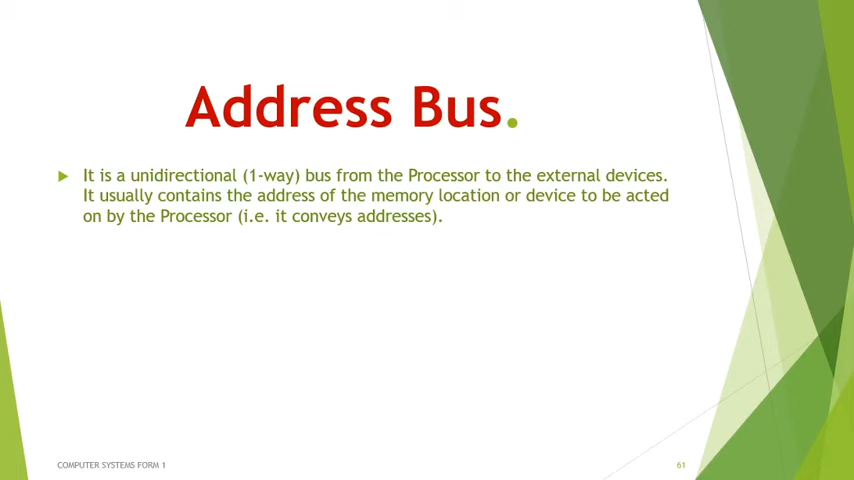 Address Bus.
It is a unidirectional (1-way) bus from the Processor to the external devices.
It usually contains the address of the memory location or device to be acted
on by the Processor (i.e. it conveys addresses).
COMPUTER SYSTEMS FORM 1
61